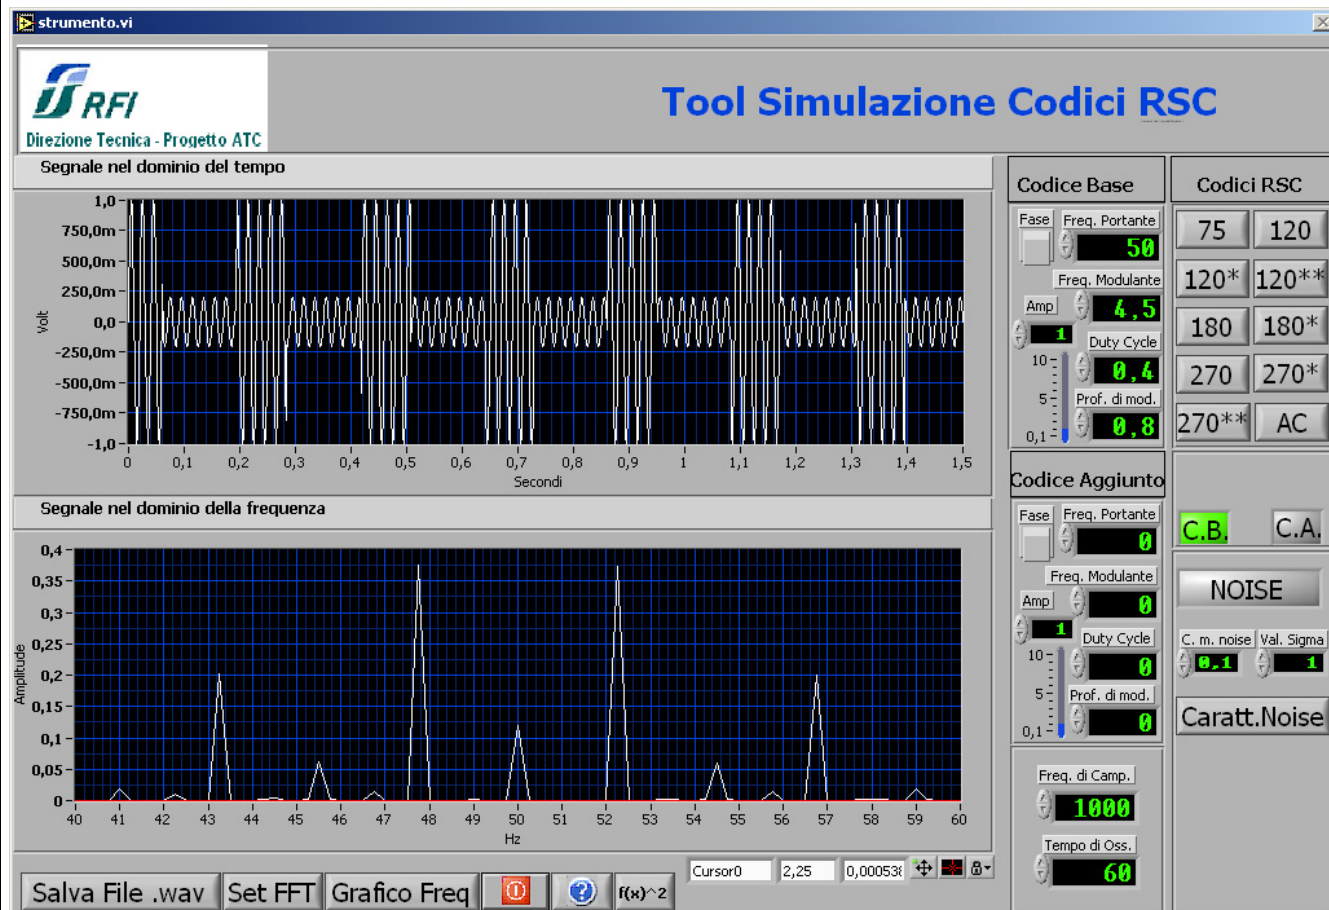 strumento.vi
RFI
Direzione Tecnica - Progetto ATC
Tool Simulazione Codici RSC
Segnale nel dominio del tempo
1,0
750,0m
500,0m
250,0m
0,0
-250,0m
-500,0m
-750,0m
-1,0
Volt
0 0,1 0,2 0,3 0,4 0,5 0,6 0,7 0,8 0,9 1 1,1 1,2 1,3 1,4 1,5
Secondi
Segnale nel dominio della frequenza
0,4
0,35
0,3
0,25
0,2
0,15
0,1
0,05
0
Amplitude
40 41 42 43 44 45 46 47 48 49 50 51 52 53 54 55 56 57 58 59 60
Hz
Cursor0 2,25 0,000538
Salva File .wav Set FFT Grafico Freq f(x)^2
Codice Base
Fase Freq. Portante
50
Freq. Modulante
4,5
Amp
1
Duty Cycle
0,4
Prof. di mod.
0,8
10
5
0,1
Codice Aggiunto
Fase Freq. Portante
0
Freq. Modulante
0
Amp
1
Duty Cycle
0
Prof. di mod.
0
10
5
0,1
Freq. di Camp.
1000
Tempo di Oss.
60
Codici RSC
75 120
120* 120**
180 180*
270 270*
270** AC
C.B. C.A.
NOISE
C. m. noise Val. Sigma
0,1 1
Caratt.Noise